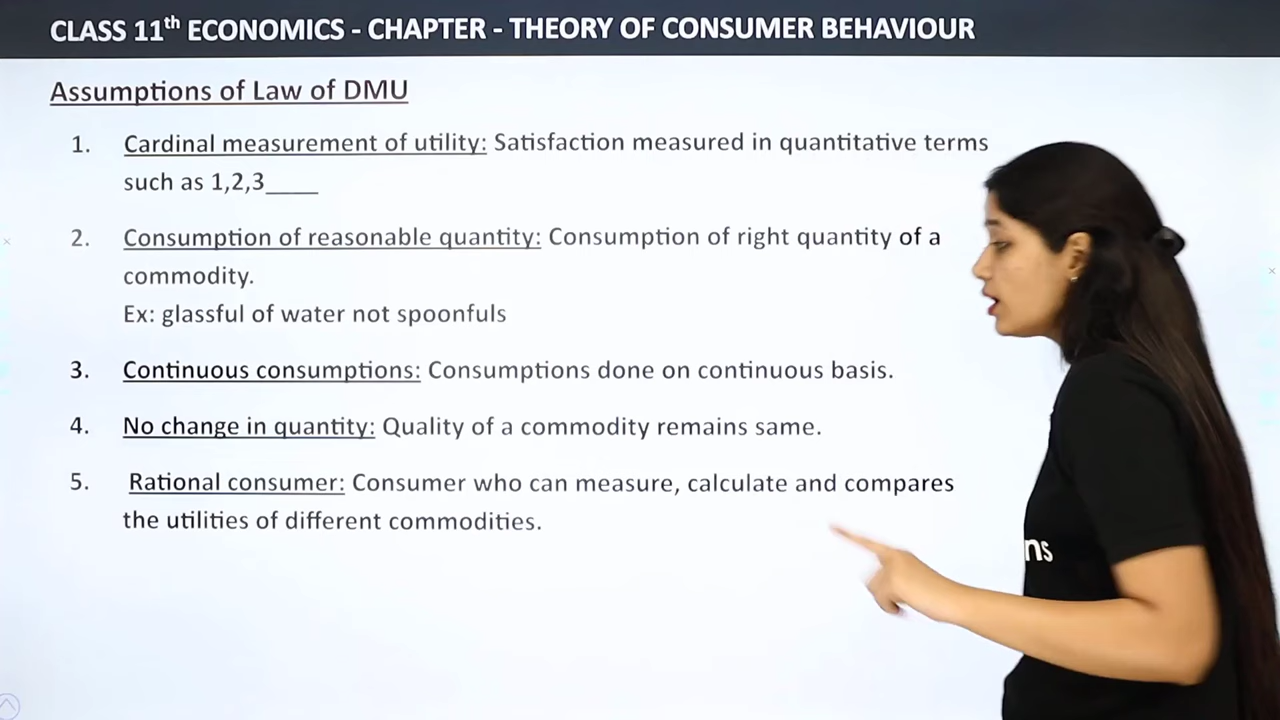 CLASS 11th ECONOMICS - CHAPTER - THEORY OF CONSUMER BEHAVIOUR
Assumptions of Law of DMU
1. Cardinal measurement of utility: Satisfaction measured in quantitative terms
such as 1,2,3____
2. Consumption of reasonable quantity: Consumption of right quantity of a
commodity.
Ex: glassful of water not spoonfuls
3. Continuous consumptions: Consumptions done on continuous basis.
4. No change in quantity: Quality of a commodity remains same.
5. Rational consumer: Consumer who can measure, calculate and compares
the utilities of different commodities.
ns